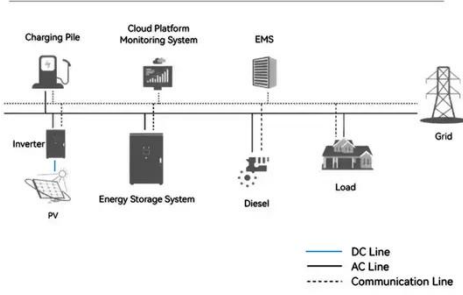 Charging Pile
Cloud Platform
Monitoring System
EMS
Grid
Inverter
PV
Energy Storage System
Diesel
Load
DC Line
AC Line
Communication Line